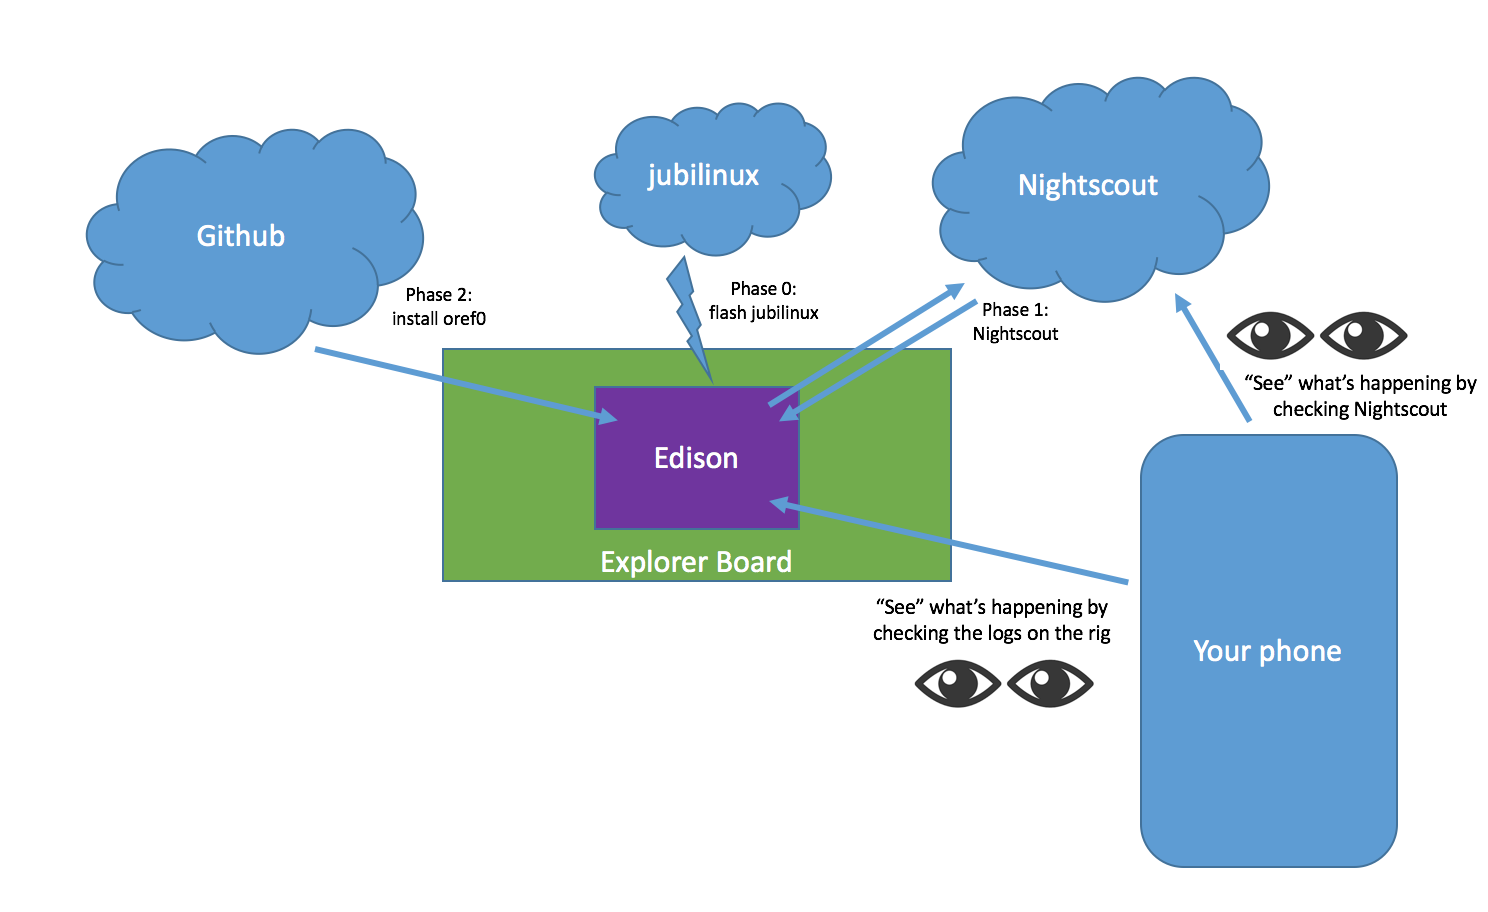 jubilinux
Nightscout
Github
Phase 2:
install oref0
Phase 0:
flash jubilinux
Phase 1:
Nightscout
“See” what’s happening by
checking Nightscout
Edison
Explorer Board
“See” what’s happening by
checking the logs on the rig
Your phone